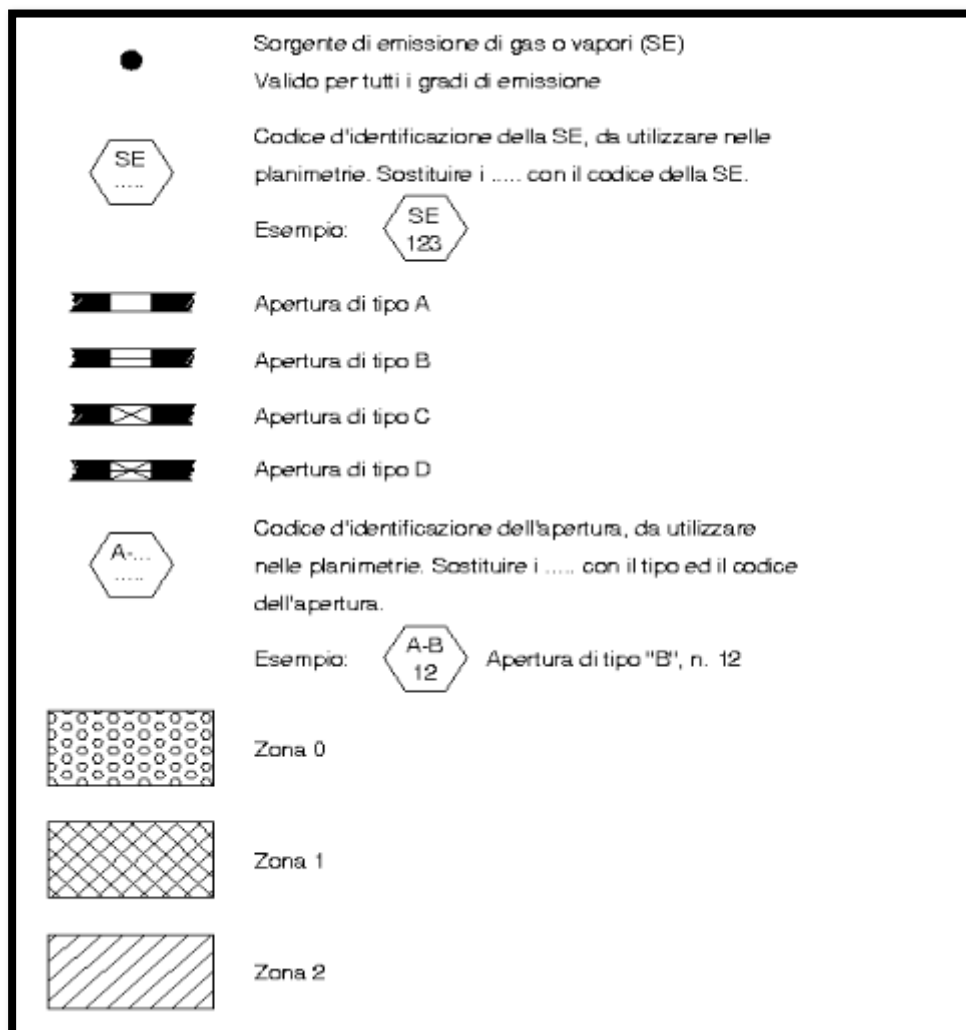 Sorgente di emissione di gas o vapori (SE)
Valido per tutti i gradi di emissione
SE
.....
Codice d'identificazione della SE, da utilizzare nelle
planimetrie. Sostituire i ..... con il codice della SE.
Esempio:
SE
123
Apertura di tipo A
Apertura di tipo B
Apertura di tipo C
Apertura di tipo D
A-...
.....
Codice d'identificazione dell'apertura, da utilizzare
nelle planimetrie. Sostituire i ..... con il tipo ed il codice
dell'apertura.
Esempio:
A-B
12
Apertura di tipo "B", n. 12
Zona 0
Zona 1
Zona 2